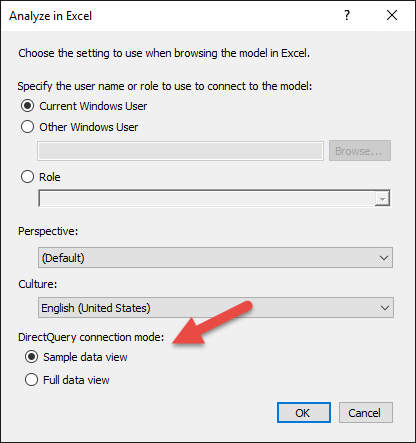 Analyze in Excel
?
Choose the setting to use when browsing the model in Excel.
Specify the user name or role to use to connect to the model:
Current Windows User
Other Windows User
Browse...
Role
Perspective:
(Default)
Culture:
English (United States)
DirectQuery connection mode:
Sample data view
Full data view
OK Cancel